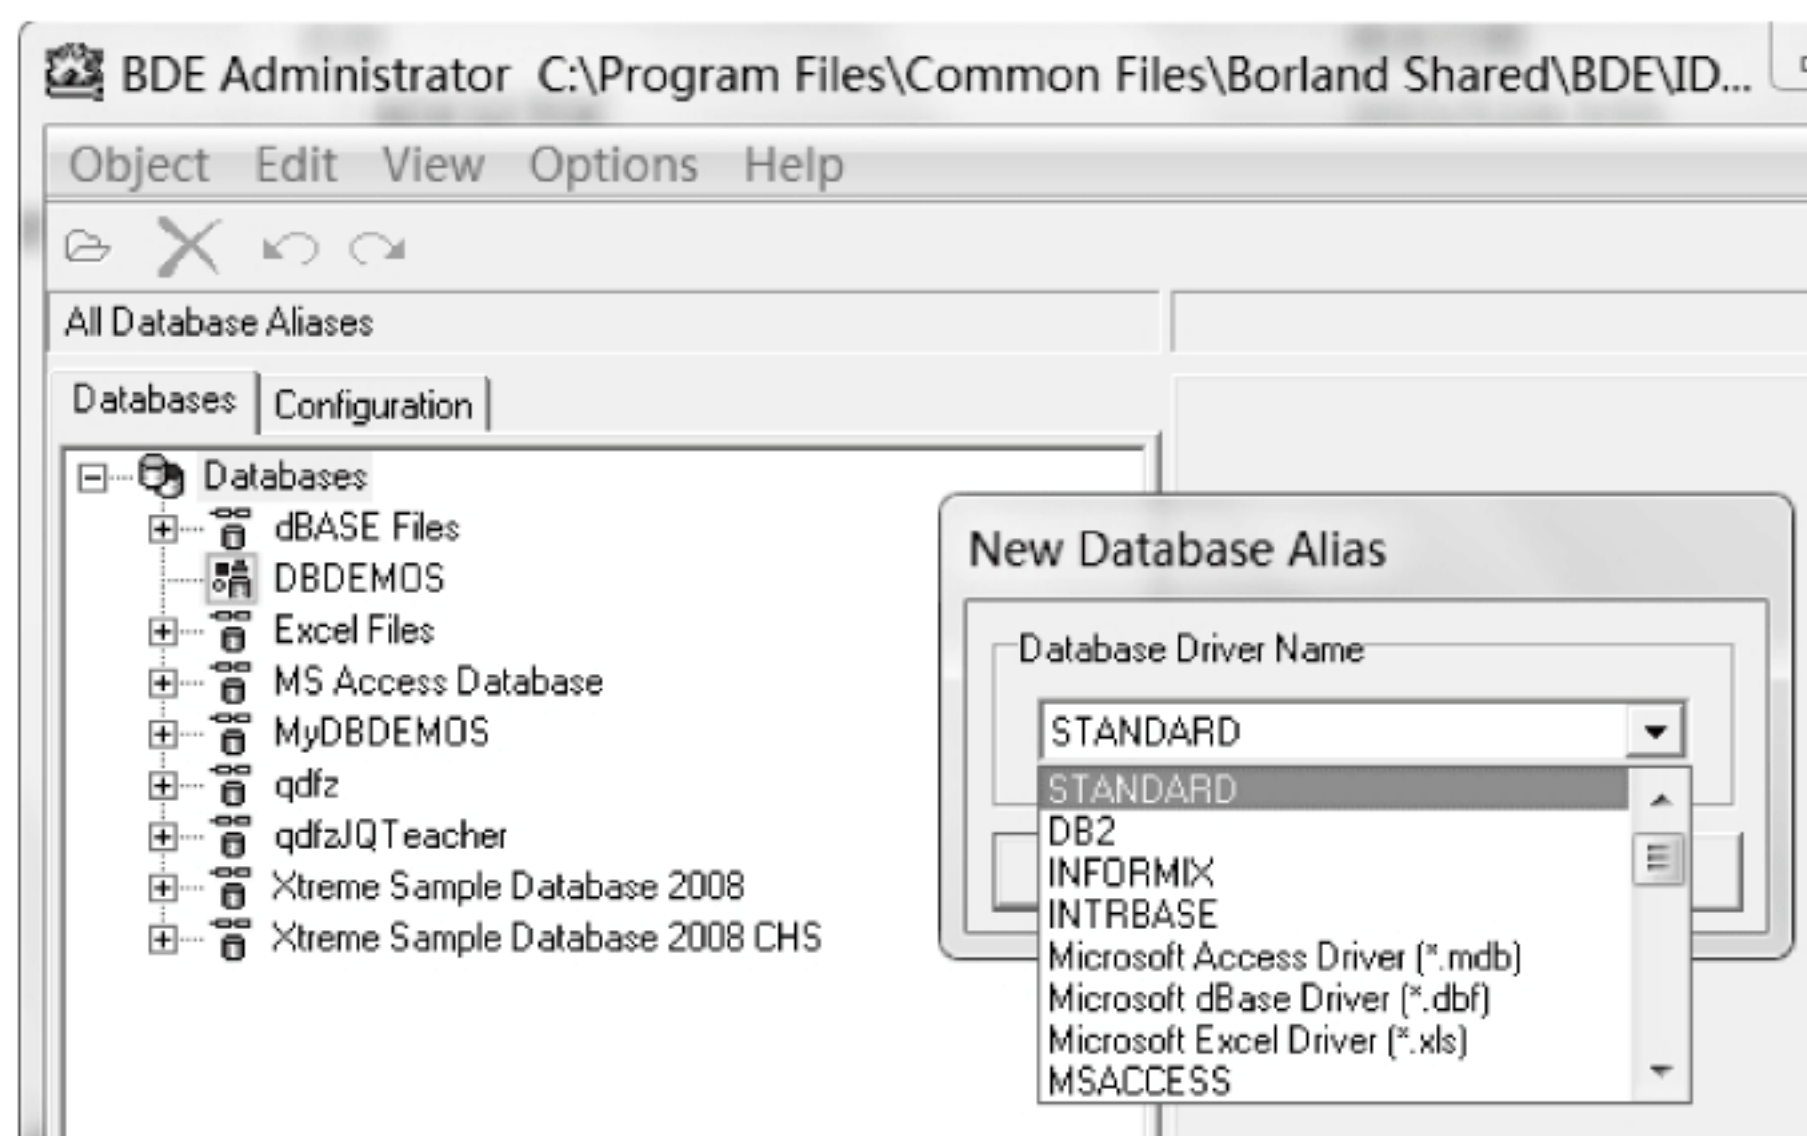 BDE Administrator C:\Program Files\Common Files\Borland Shared\BDE\ID...
Object Edit View Options Help
All Database Aliases
Databases Configuration
Databases
dBASE Files
DBDEMOS
Excel Files
MS Access Database
MyDBDEMOS
qdfz
qdfzJQTeacher
Xtreme Sample Database 2008
Xtreme Sample Database 2008 CHS
New Database Alias
Database Driver Name
STANDARD
STANDARD
DB2
INFORMIX
INTRBASE
Microsoft Access Driver (*.mdb)
Microsoft dBase Driver (*.dbf)
Microsoft Excel Driver (*.xls)
MSACCESS